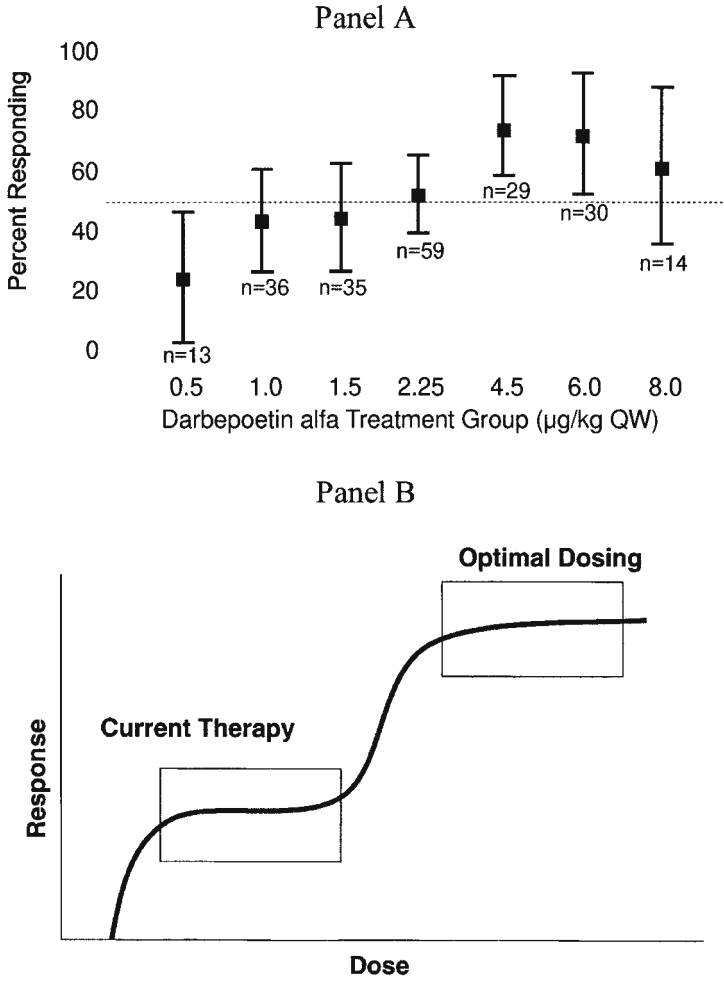 Panel A
100
80
60
40
20
0
Percent Responding
n=13
n=36
n=35
n=59
n=29
n=30
n=14
0.5 1.0 1.5 2.25 4.5 6.0 8.0
Darbepoetin alfa Treatment Group (µg/kg QW)
Panel B
Optimal Dosing
Current Therapy
Response
Dose